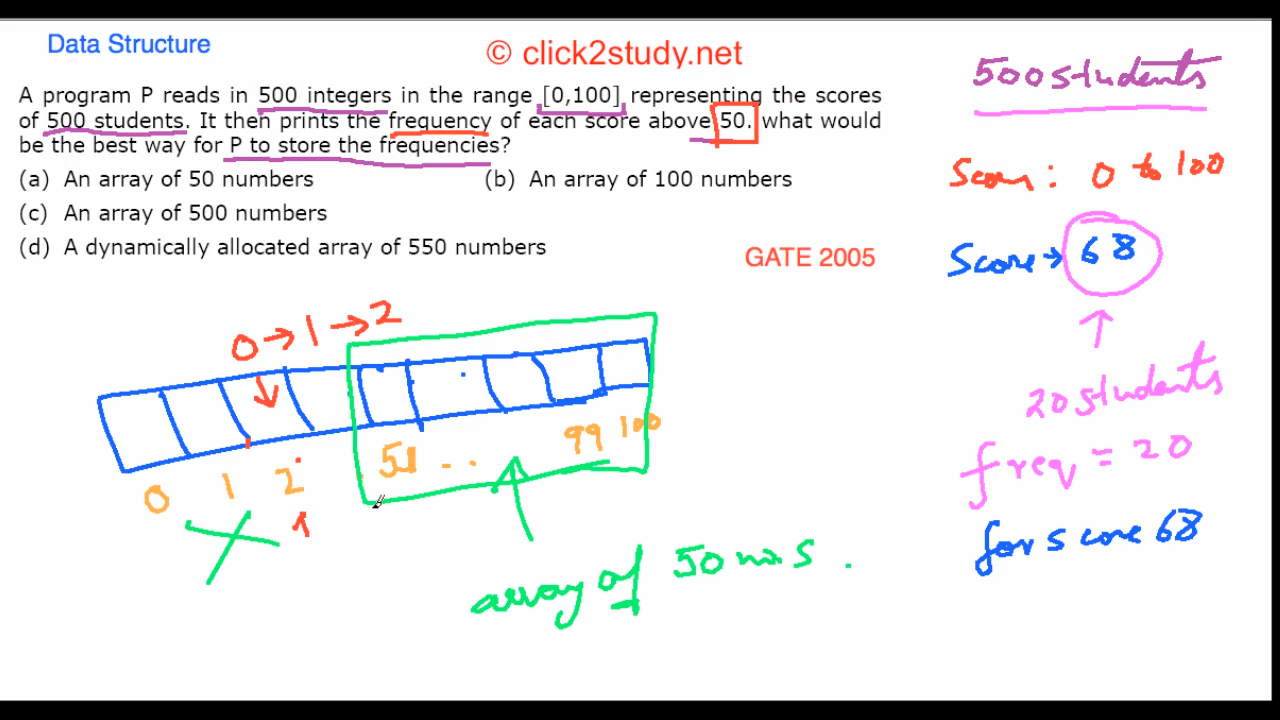 Data Structure
© click2study.net
A program P reads in 500 integers in the range [0,100] representing the scores
of 500 students. It then prints the frequency of each score above 50. what would
be the best way for P to store the frequencies?
(a) An array of 50 numbers
(b) An array of 100 numbers
(c) An array of 500 numbers
(d) A dynamically allocated array of 550 numbers
GATE 2005
500 students
Score : 0 to 100
Score → 68
20 students
freq = 20
for score 68
0 → 1 → 2
0 1 2 51 .. 99 100
1
array of 50 no.s .